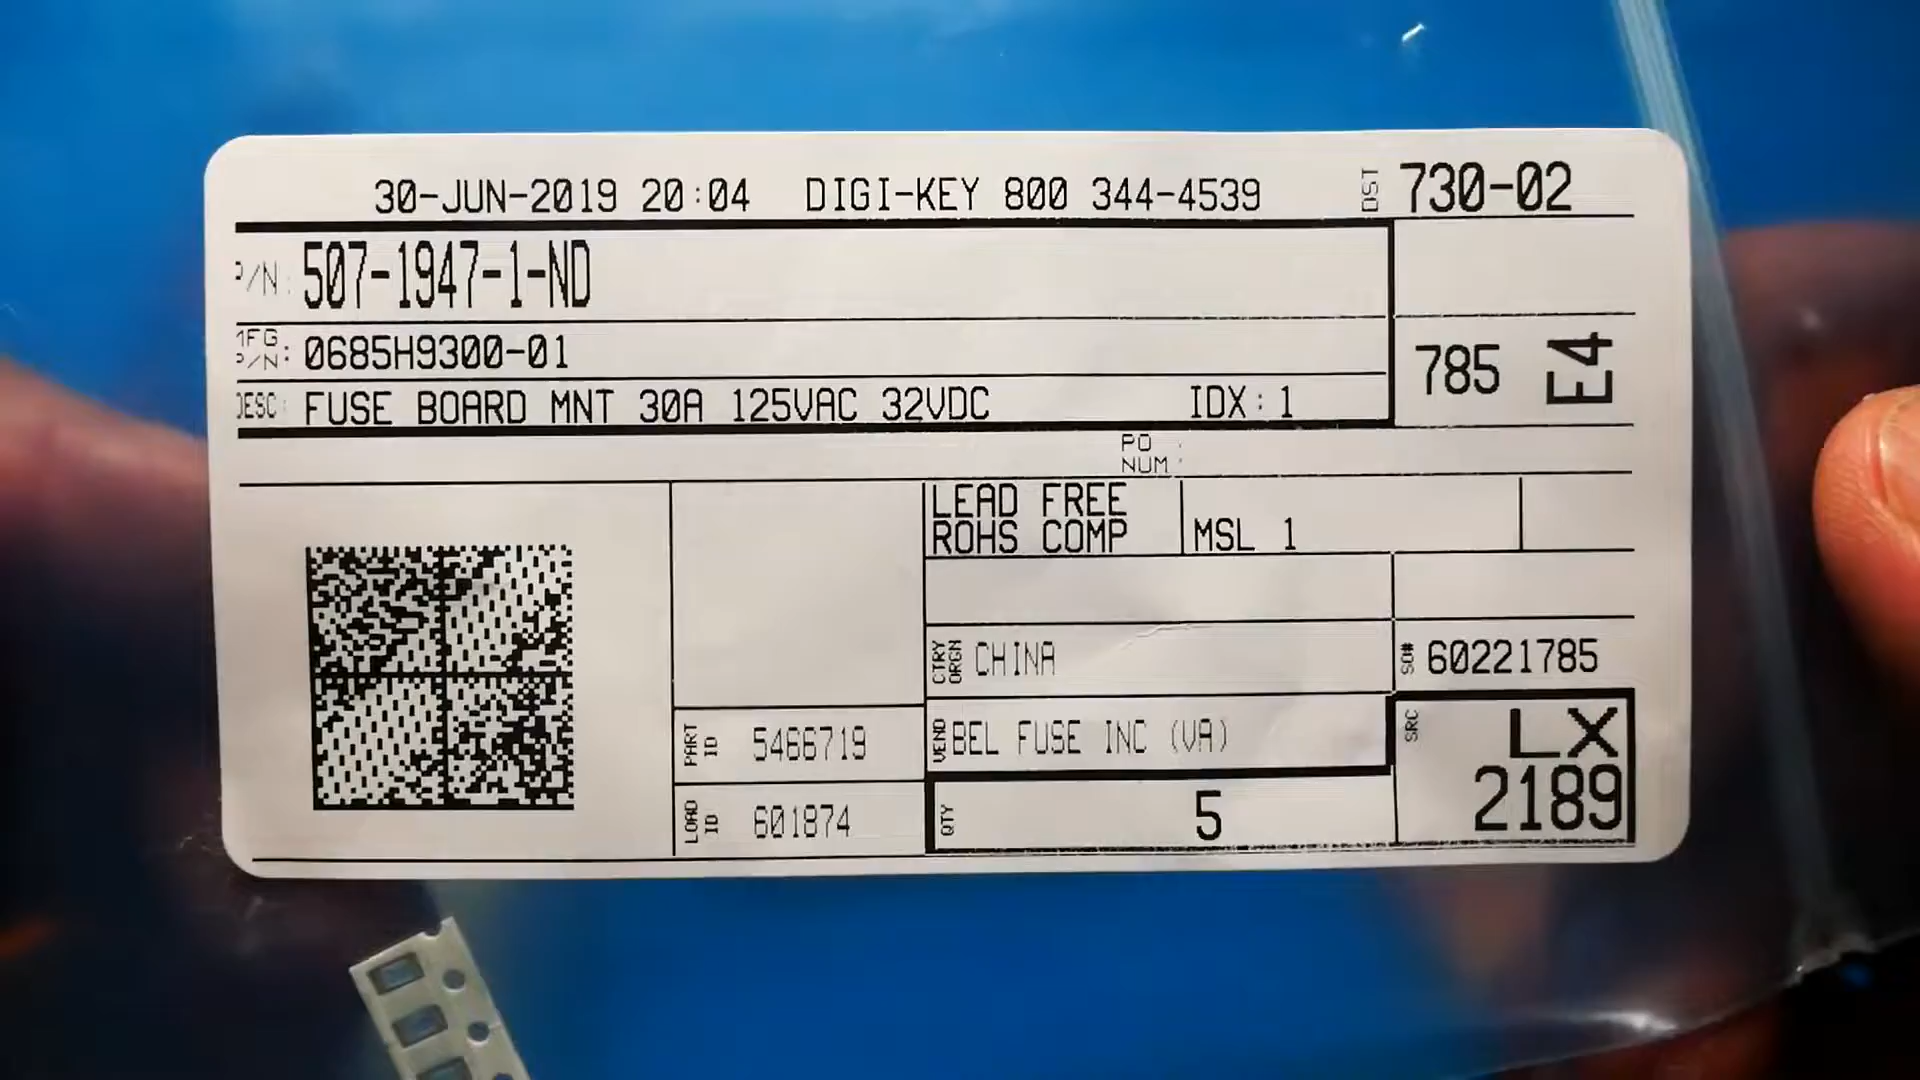 30-JUN-2019 20:04 DIGI-KEY 800 344-4539 DST 730-02
P/N: 507-1947-1-ND
MFG P/N: 0685H9300-01
785 E4
DESC: FUSE BOARD MNT 30A 125VAC 32VDC IDX: 1
PO NUM:
LEAD FREE
ROHS COMP MSL 1
CTRY ORGN CHINA SO# 60221785
PART ID 5466719 VEND BEL FUSE INC (VA) SRC LX
LOAD ID 601874 QTY 5 2189